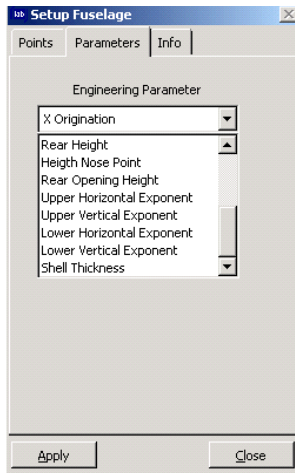 lab Setup Fuselage
Points Parameters Info
Engineering Parameter
X Origination
Rear Height
Heigth Nose Point
Rear Opening Height
Upper Horizontal Exponent
Upper Vertical Exponent
Lower Horizontal Exponent
Lower Vertical Exponent
Shell Thickness
Apply Close